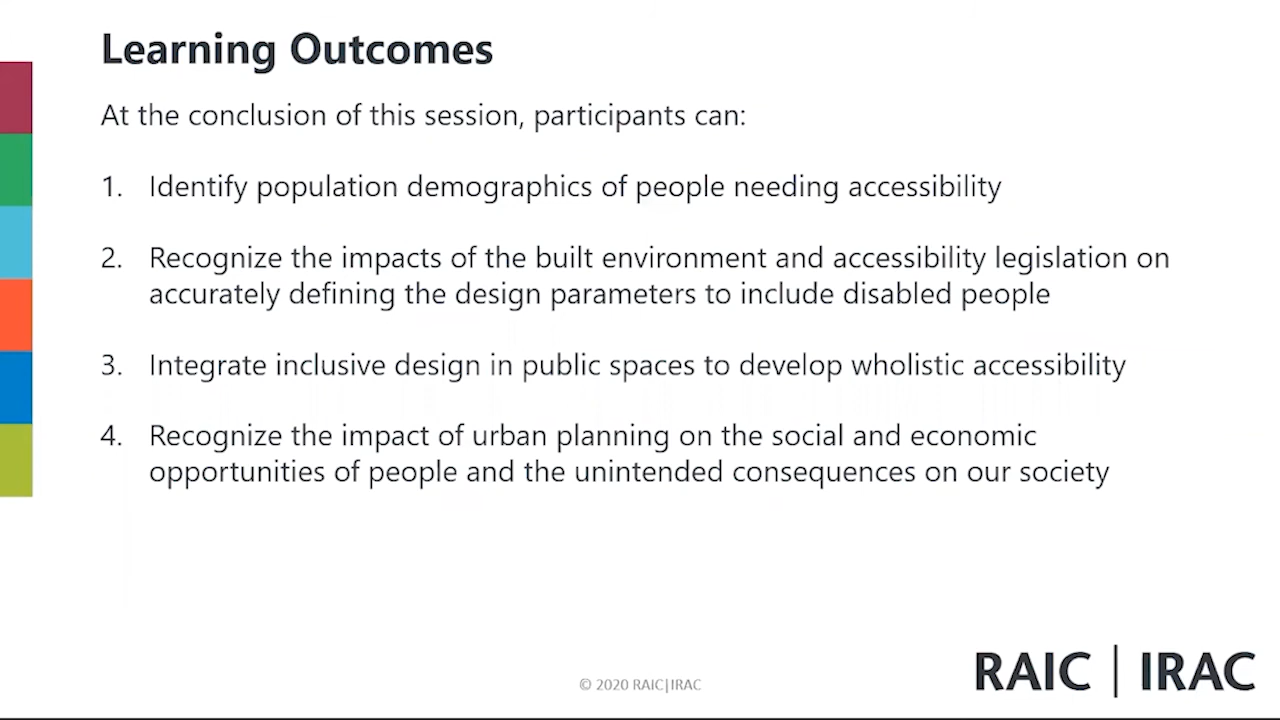 Learning Outcomes
At the conclusion of this session, participants can:
1. Identify population demographics of people needing accessibility
2. Recognize the impacts of the built environment and accessibility legislation on
accurately defining the design parameters to include disabled people
3. Integrate inclusive design in public spaces to develop wholistic accessibility
4. Recognize the impact of urban planning on the social and economic
opportunities of people and the unintended consequences on our society
RAIC | IRAC
© 2020 RAIC|IRAC